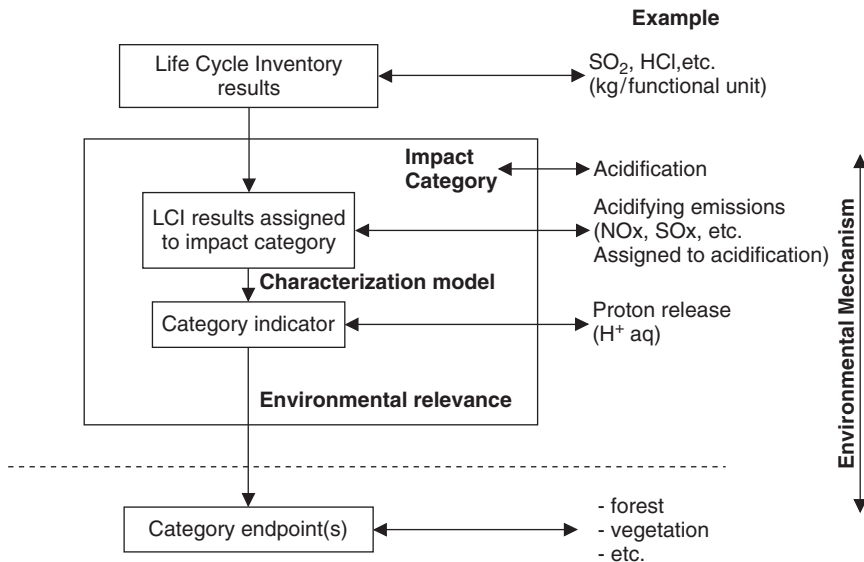 Example
Life Cycle Inventory
results
SO₂, HCl,etc.
(kg/functional unit)
Impact
Category
Acidification
LCI results assigned
to impact category
Acidifying emissions
(NOx, SOx, etc.
Assigned to acidification)
Characterization model
Category indicator
Proton release
(H⁺ aq)
Environmental relevance
Environmental Mechanism
Category endpoint(s)
- forest
- vegetation
- etc.